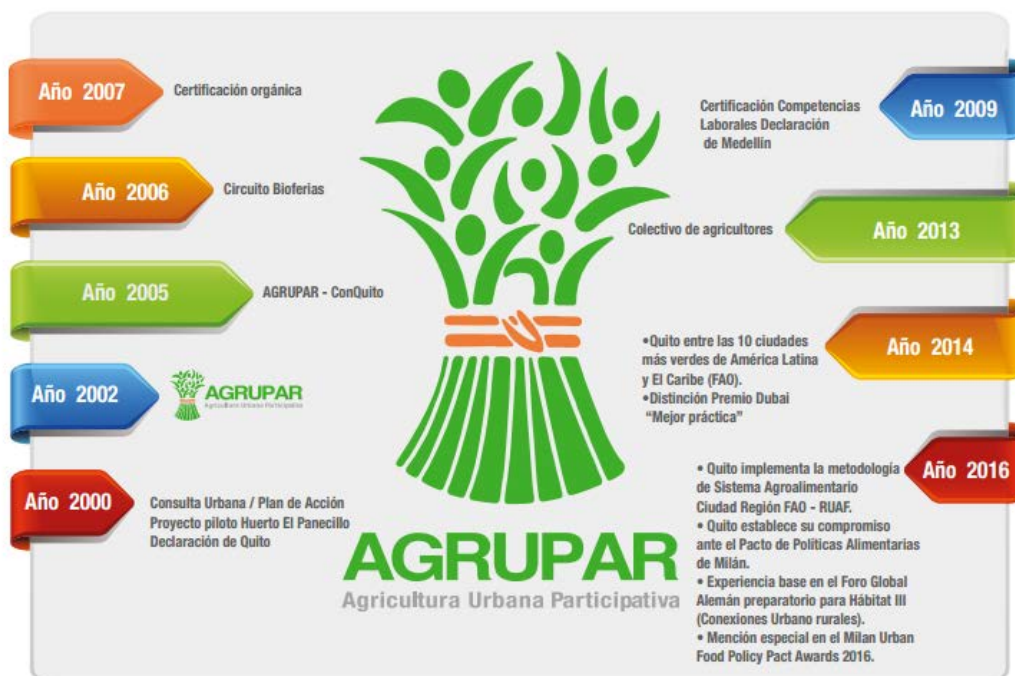 Año 2007
Certificación orgánica
Año 2006
Circuito Bioferias
Año 2005
AGRUPAR - ConQuito
Año 2002
AGRUPAR
Agricultura Urbana Participativa
Año 2000
Consulta Urbana / Plan de Acción
Proyecto piloto Huerto El Panecillo
Declaración de Quito
AGRUPAR
Agricultura Urbana Participativa
Año 2009
Certificación Competencias
Laborales Declaración
de Medellín
Año 2013
Colectivo de agricultores
Año 2014
•Quito entre las 10 ciudades
más verdes de América Latina
y El Caribe (FAO).
•Distinción Premio Dubai
“Mejor práctica”
Año 2016
• Quito implementa la metodología
de Sistema Agroalimentario
Ciudad Región FAO - RUAF.
• Quito establece su compromiso
ante el Pacto de Políticas Alimentarias
de Milán.
• Experiencia base en el Foro Global
Alemán preparatorio para Hábitat III
(Conexiones Urbano rurales).
• Mención especial en el Milan Urban
Food Policy Pact Awards 2016.